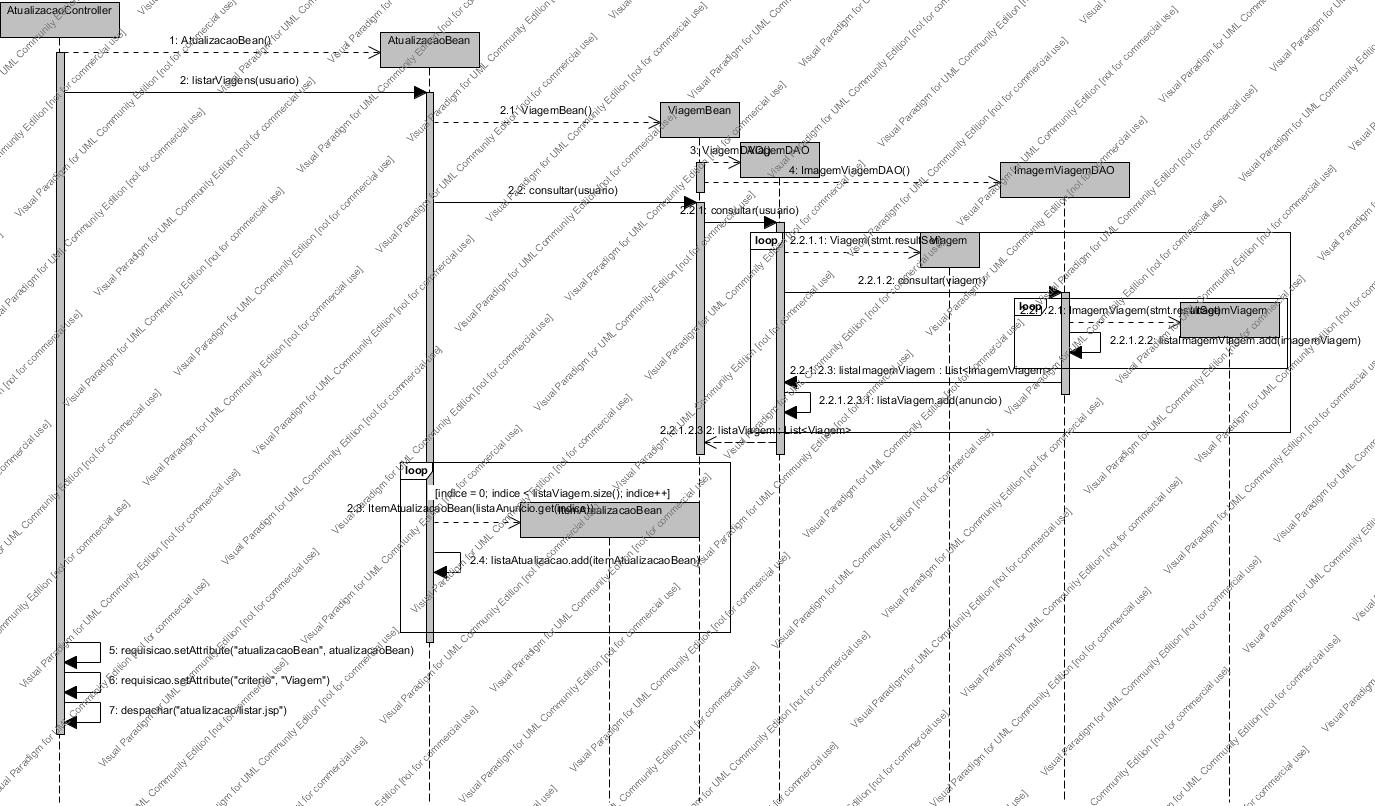 AtualizacaoController
1: AtualizacaoBean()
AtualizacaoBean
2: listarViagens(usuario)
2.1: ViagemBean()
ViagemBean
3: ViagemDAO()
ViagemDAO
4: ImagemViagemDAO()
ImagemViagemDAO
2.2: consultar(usuario)
2.2.1: consultar(usuario)
loop
2.2.1.1: Viagem(stmt.resultSet)
Viagem
2.2.1.2: consultar(viagem)
loop
2.2.1.2.1: ImagemViagem(stmt.resultSet)
ImagemViagem
2.2.1.2.2: listaImagemViagem.add(imagemViagem)
2.2.1.2.3: listaImagemViagem : List<ImagemViagem>
2.2.1.2.3.1: listaViagem.add(anuncio)
2.2.1.2.3.2: listaViagem : List<Viagem>
loop
[indice = 0; indice < listaViagem.size(); indice++]
2.3: ItemAtualizacaoBean(listaAnuncio.get(indice))
ItemAtualizacaoBean
2.4: listaAtualizacao.add(itemAtualizacaoBean)
5: requisicao.setAttribute("atualizacaoBean", atualizacaoBean)
6: requisicao.setAttribute("criterio", "Viagem")
7: despachar("atualizacao/listar.jsp")
Visual Paradigm for UML Community Edition [not for commercial use]